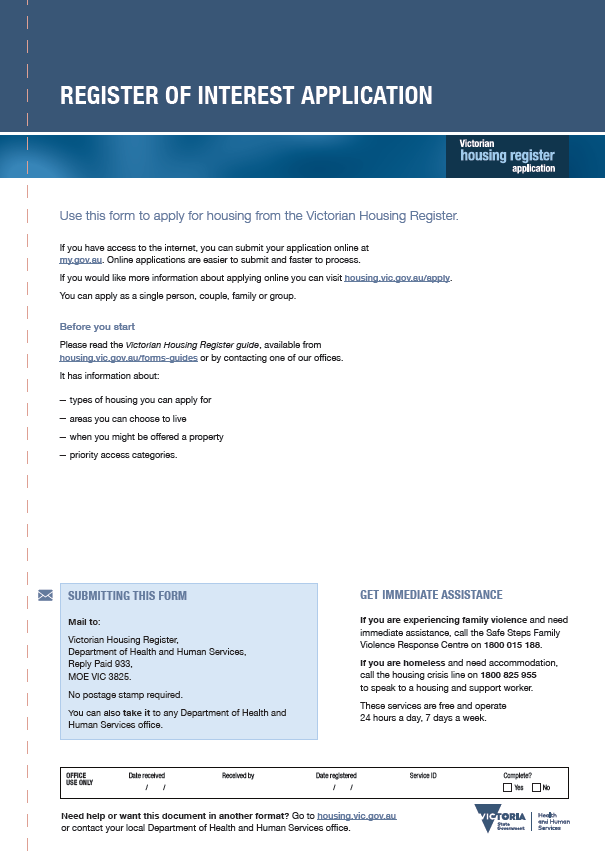 REGISTER OF INTEREST APPLICATION
Victorian
housing register
application
Use this form to apply for housing from the Victorian Housing Register.
If you have access to the internet, you can submit your application online at
my.gov.au. Online applications are easier to submit and faster to process.
If you would like more information about applying online you can visit housing.vic.gov.au/apply.
You can apply as a single person, couple, family or group.
Before you start
Please read the Victorian Housing Register guide, available from
housing.vic.gov.au/forms-guides or by contacting one of our offices.
It has information about:
— types of housing you can apply for
— areas you can choose to live
— when you might be offered a property
— priority access categories.
SUBMITTING THIS FORM
Mail to:
Victorian Housing Register,
Department of Health and Human Services,
Reply Paid 933,
MOE VIC 3825.
No postage stamp required.
You can also take it to any Department of Health and
Human Services office.
GET IMMEDIATE ASSISTANCE
If you are experiencing family violence and need
immediate assistance, call the Safe Steps Family
Violence Response Centre on 1800 015 188.
If you are homeless and need accommodation,
call the housing crisis line on 1800 825 955
to speak to a housing and support worker.
These services are free and operate
24 hours a day, 7 days a week.
OFFICE
USE ONLY
Date received
/ /
Received by
Date registered
/ /
Service ID
Complete?
Yes No
Need help or want this document in another format? Go to housing.vic.gov.au
or contact your local Department of Health and Human Services office.
VICTORIA
State
Government
Health
and Human
Services